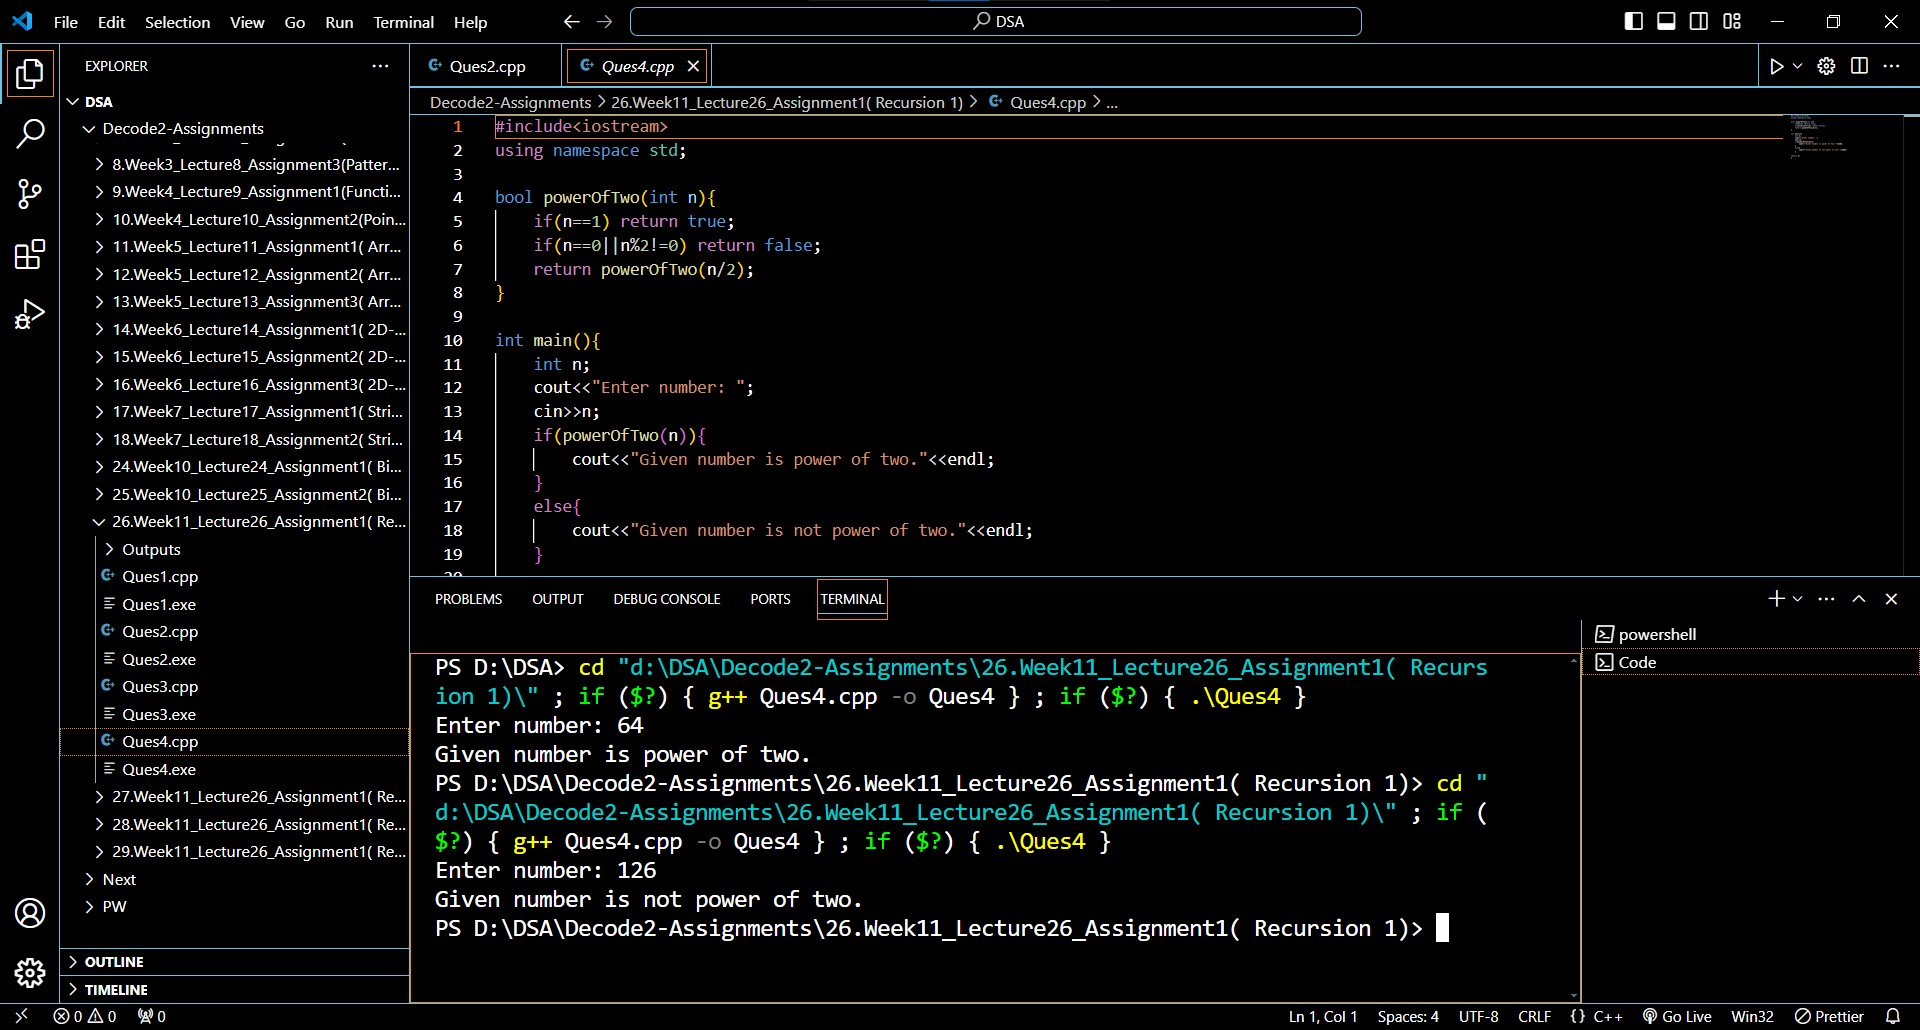 File Edit Selection View Go Run Terminal Help
DSA
EXPLORER
DSA
Decode2-Assignments
8.Week3_Lecture8_Assignment3(Patter...
9.Week4_Lecture9_Assignment1(Functi...
10.Week4_Lecture10_Assignment2(Poin...
11.Week5_Lecture11_Assignment1( Arr...
12.Week5_Lecture12_Assignment2( Arr...
13.Week5_Lecture13_Assignment3( Arr...
14.Week6_Lecture14_Assignment1( 2D-...
15.Week6_Lecture15_Assignment2( 2D-...
16.Week6_Lecture16_Assignment3( 2D-...
17.Week7_Lecture17_Assignment1( Stri...
18.Week7_Lecture18_Assignment2( Stri...
24.Week10_Lecture24_Assignment1( Bi...
25.Week10_Lecture25_Assignment2( Bi...
26.Week11_Lecture26_Assignment1( Re...
Outputs
Ques1.cpp
Ques1.exe
Ques2.cpp
Ques2.exe
Ques3.cpp
Ques3.exe
Ques4.cpp
Ques4.exe
27.Week11_Lecture26_Assignment1( Re...
28.Week11_Lecture26_Assignment1( Re...
29.Week11_Lecture26_Assignment1( Re...
Next
PW
OUTLINE
TIMELINE
Ques2.cpp Ques4.cpp
Decode2-Assignments > 26.Week11_Lecture26_Assignment1( Recursion 1) > Ques4.cpp > ...
1 #include<iostream>
2 using namespace std;
3
4 bool powerOfTwo(int n){
5 if(n==1) return true;
6 if(n==0||n%2!=0) return false;
7 return powerOfTwo(n/2);
8 }
9
10 int main(){
11 int n;
12 cout<<"Enter number: ";
13 cin>>n;
14 if(powerOfTwo(n)){
15 cout<<"Given number is power of two."<<endl;
16 }
17 else{
18 cout<<"Given number is not power of two."<<endl;
19 }
PROBLEMS OUTPUT DEBUG CONSOLE PORTS TERMINAL
powershell
Code
PS D:\DSA> cd "d:\DSA\Decode2-Assignments\26.Week11_Lecture26_Assignment1( Recurs
ion 1)\" ; if ($?) { g++ Ques4.cpp -o Ques4 } ; if ($?) { .\Ques4 }
Enter number: 64
Given number is power of two.
PS D:\DSA\Decode2-Assignments\26.Week11_Lecture26_Assignment1( Recursion 1)> cd "
d:\DSA\Decode2-Assignments\26.Week11_Lecture26_Assignment1( Recursion 1)\" ; if (
$?) { g++ Ques4.cpp -o Ques4 } ; if ($?) { .\Ques4 }
Enter number: 126
Given number is not power of two.
PS D:\DSA\Decode2-Assignments\26.Week11_Lecture26_Assignment1( Recursion 1)>
0 0 0 Ln 1, Col 1 Spaces: 4 UTF-8 CRLF {} C++ Go Live Win32 Prettier